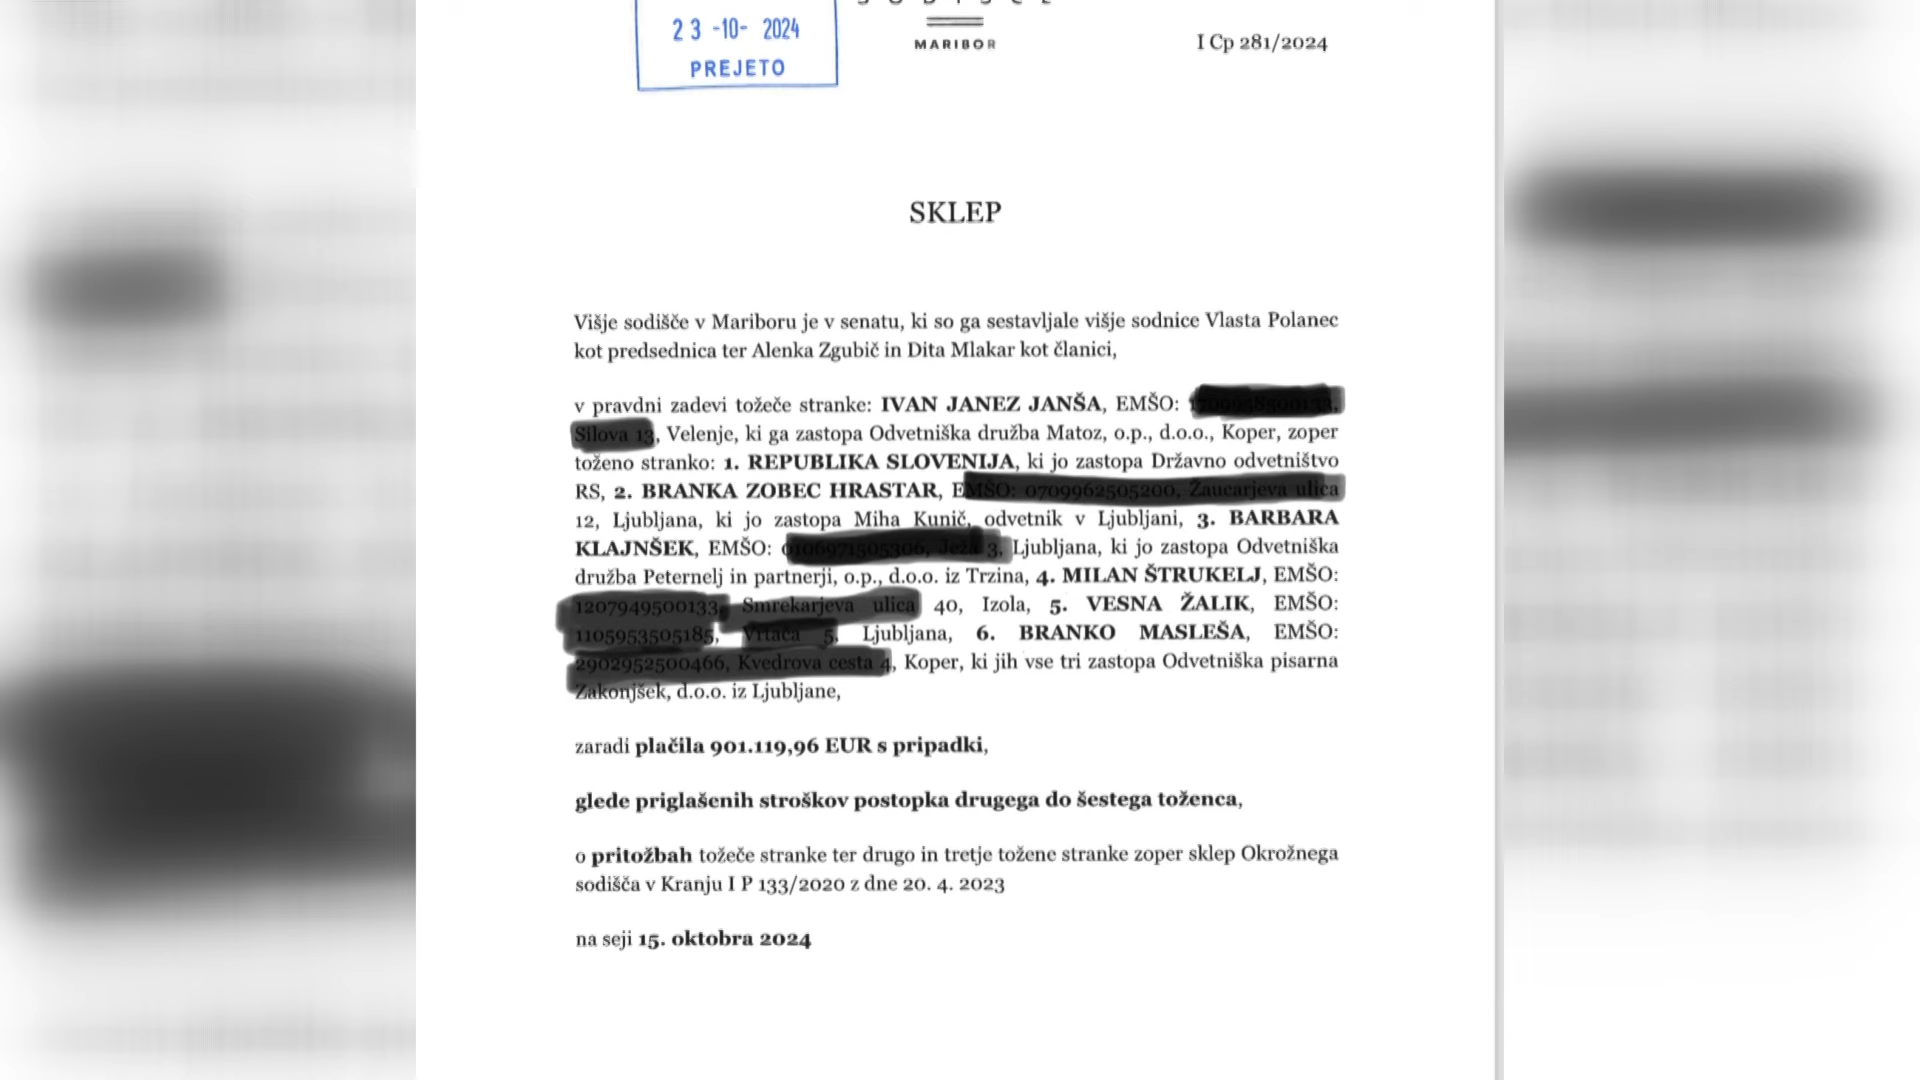 23 -10- 2024
PREJETO
MARIBOR
I Cp 281/2024
SKLEP
Višje sodišče v Mariboru je v senatu, ki so ga sestavljale višje sodnice Vlasta Polanec
kot predsednica ter Alenka Zgubič in Dita Mlakar kot članici,
v pravdni zadevi tožeče stranke: IVAN JANEZ JANŠA, EMŠO:
, Velenje, ki ga zastopa Odvetniška družba Matoz, o.p., d.o.o., Koper, zoper
toženo stranko: 1. REPUBLIKA SLOVENIJA, ki jo zastopa Državno odvetništvo
RS, 2. BRANKA ZOBEC HRASTAR,
12, Ljubljana, ki jo zastopa Miha Kunič, odvetnik v Ljubljani, 3. BARBARA
KLAJNŠEK, EMŠO: Ljubljana, ki jo zastopa Odvetniška
družba Peternelj in partnerji, o.p., d.o.o. iz Trzina, 4. MILAN ŠTRUKELJ, EMŠO:
40, Izola, 5. VESNA ŽALIK, EMŠO:
Ljubljana, 6. BRANKO MASLEŠA, EMŠO:
, Koper, ki jih vse tri zastopa Odvetniška pisarna
Zakonjšek, d.o.o. iz Ljubljane,
zaradi plačila 901.119,96 EUR s pripadki,
glede priglašenih stroškov postopka drugega do šestega toženca,
o pritožbah tožeče stranke ter drugo in tretje tožene stranke zoper sklep Okrožnega
sodišča v Kranju I P 133/2020 z dne 20. 4. 2023
na seji 15. oktobra 2024